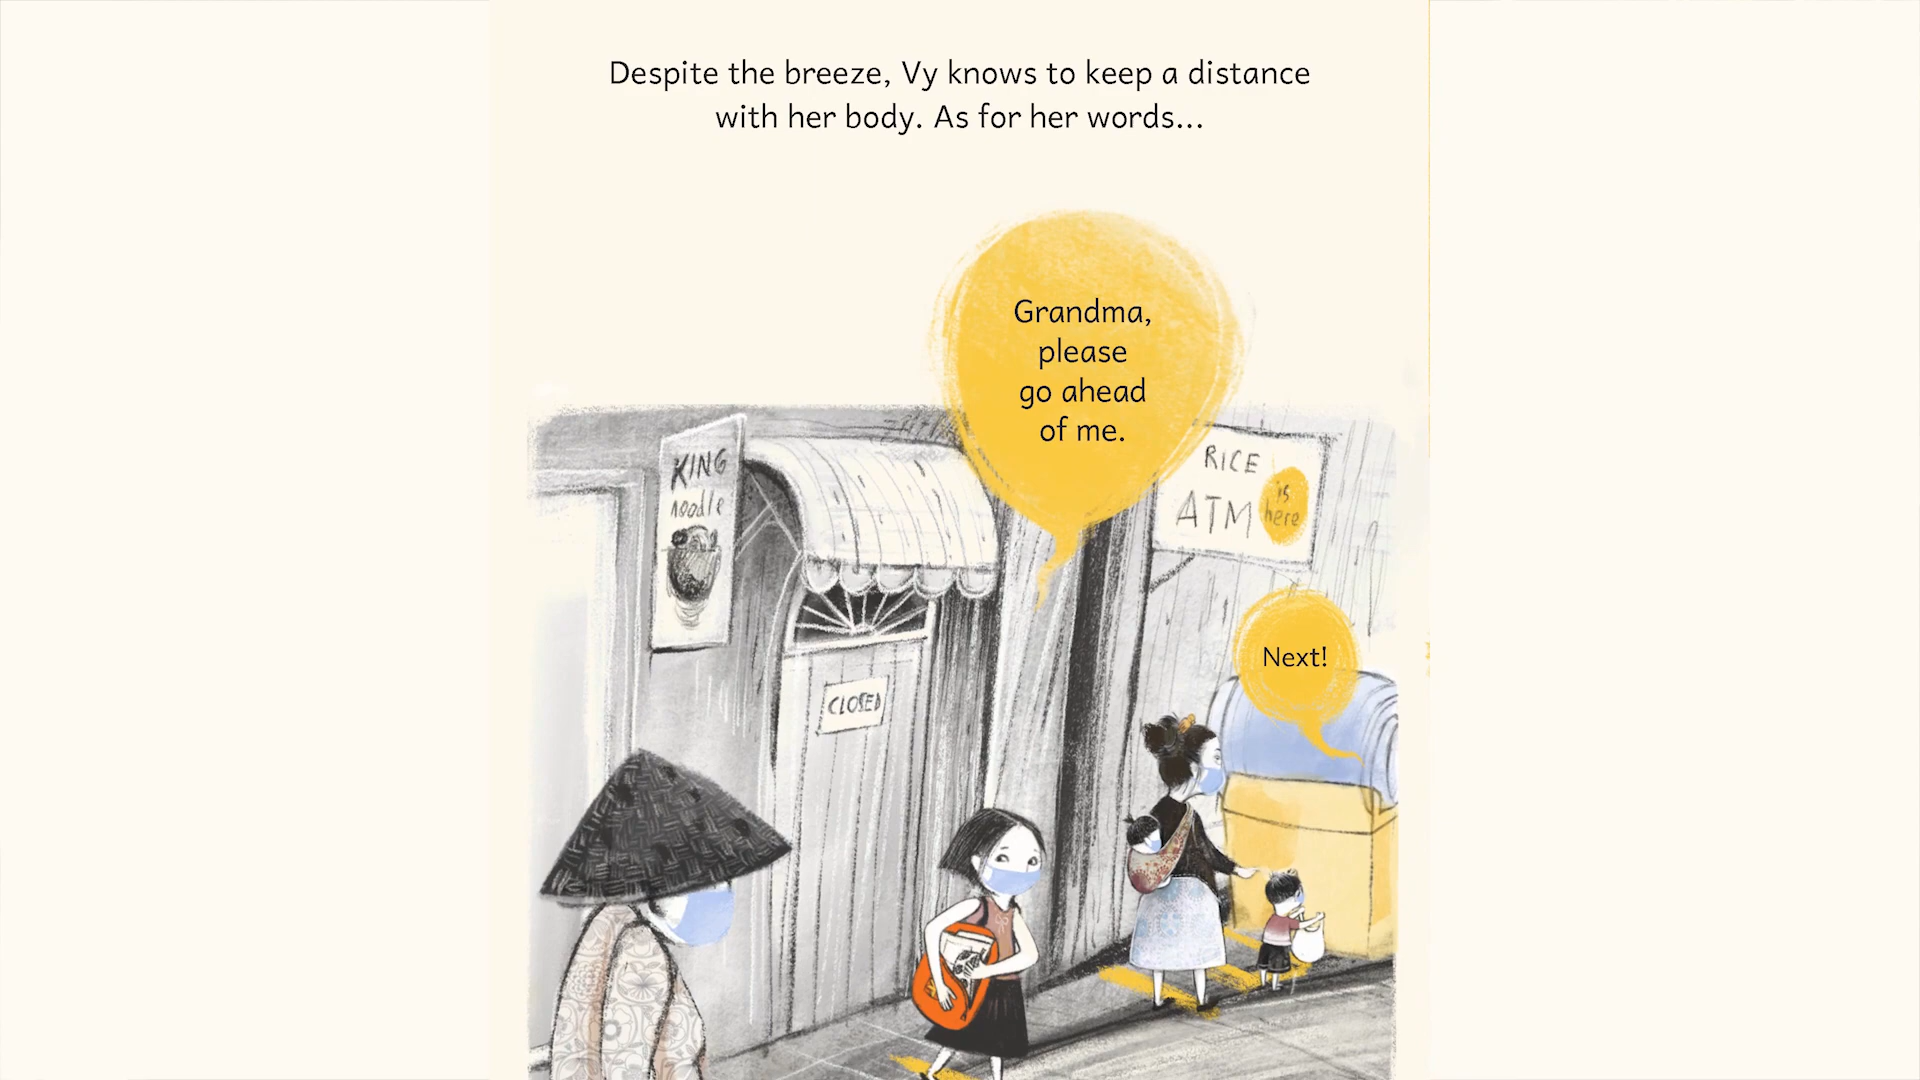 Despite the breeze, Vy knows to keep a distance
with her body. As for her words...
Grandma,
please
go ahead
of me.
KING
noodle
RICE
ATM
is
here
Next!
CLOSED